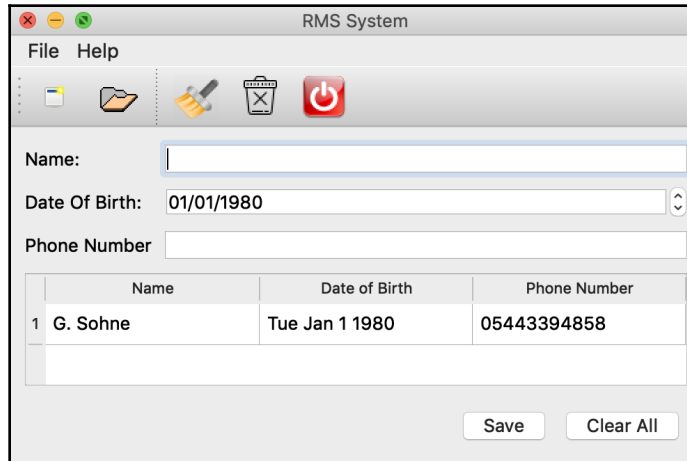 RMS System
File Help
Name:
Date Of Birth: 01/01/1980
Phone Number
Name Date of Birth Phone Number
1 G. Sohne Tue Jan 1 1980 05443394858
Save Clear All